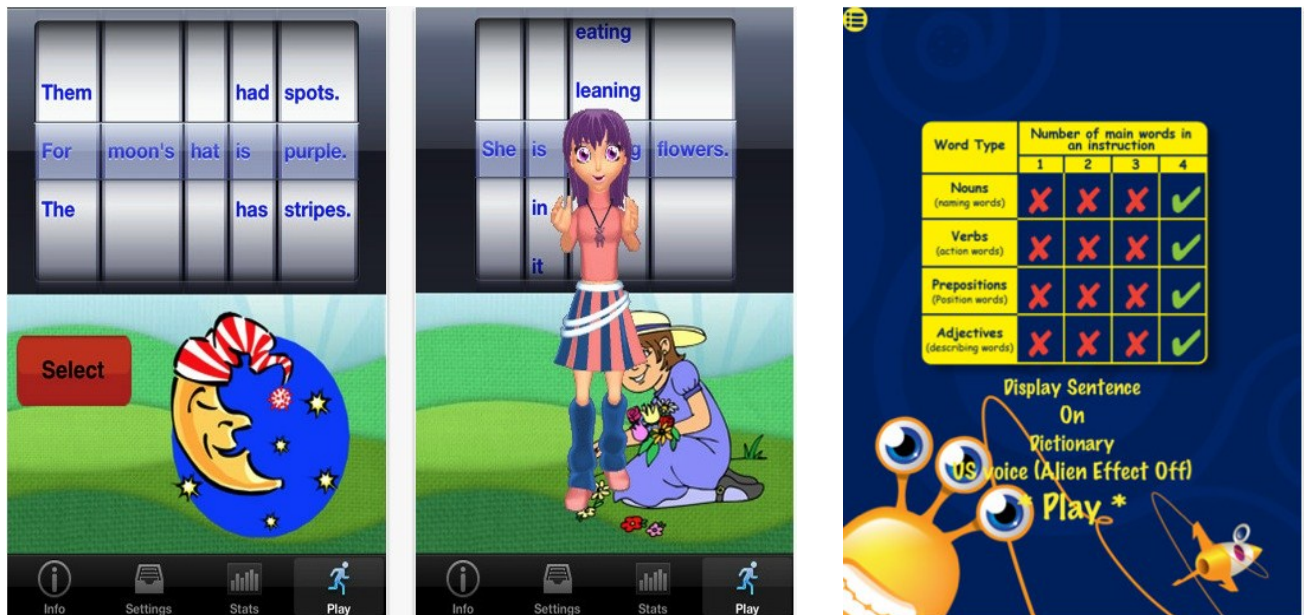 Them had spots.
For moon's hat is purple.
The has stripes.
Select
Info Settings Stats Play
eating
leaning
She is g flowers.
in
it
Info Settings Stats Play
Word Type
Number of main words in
an instruction
1 2 3 4
Nouns
(naming words)
Verbs
(action words)
Prepositions
(Position words)
Adjectives
(describing words)
Display Sentence
On
Dictionary
US voice (Alien Effect Off)
* Play *